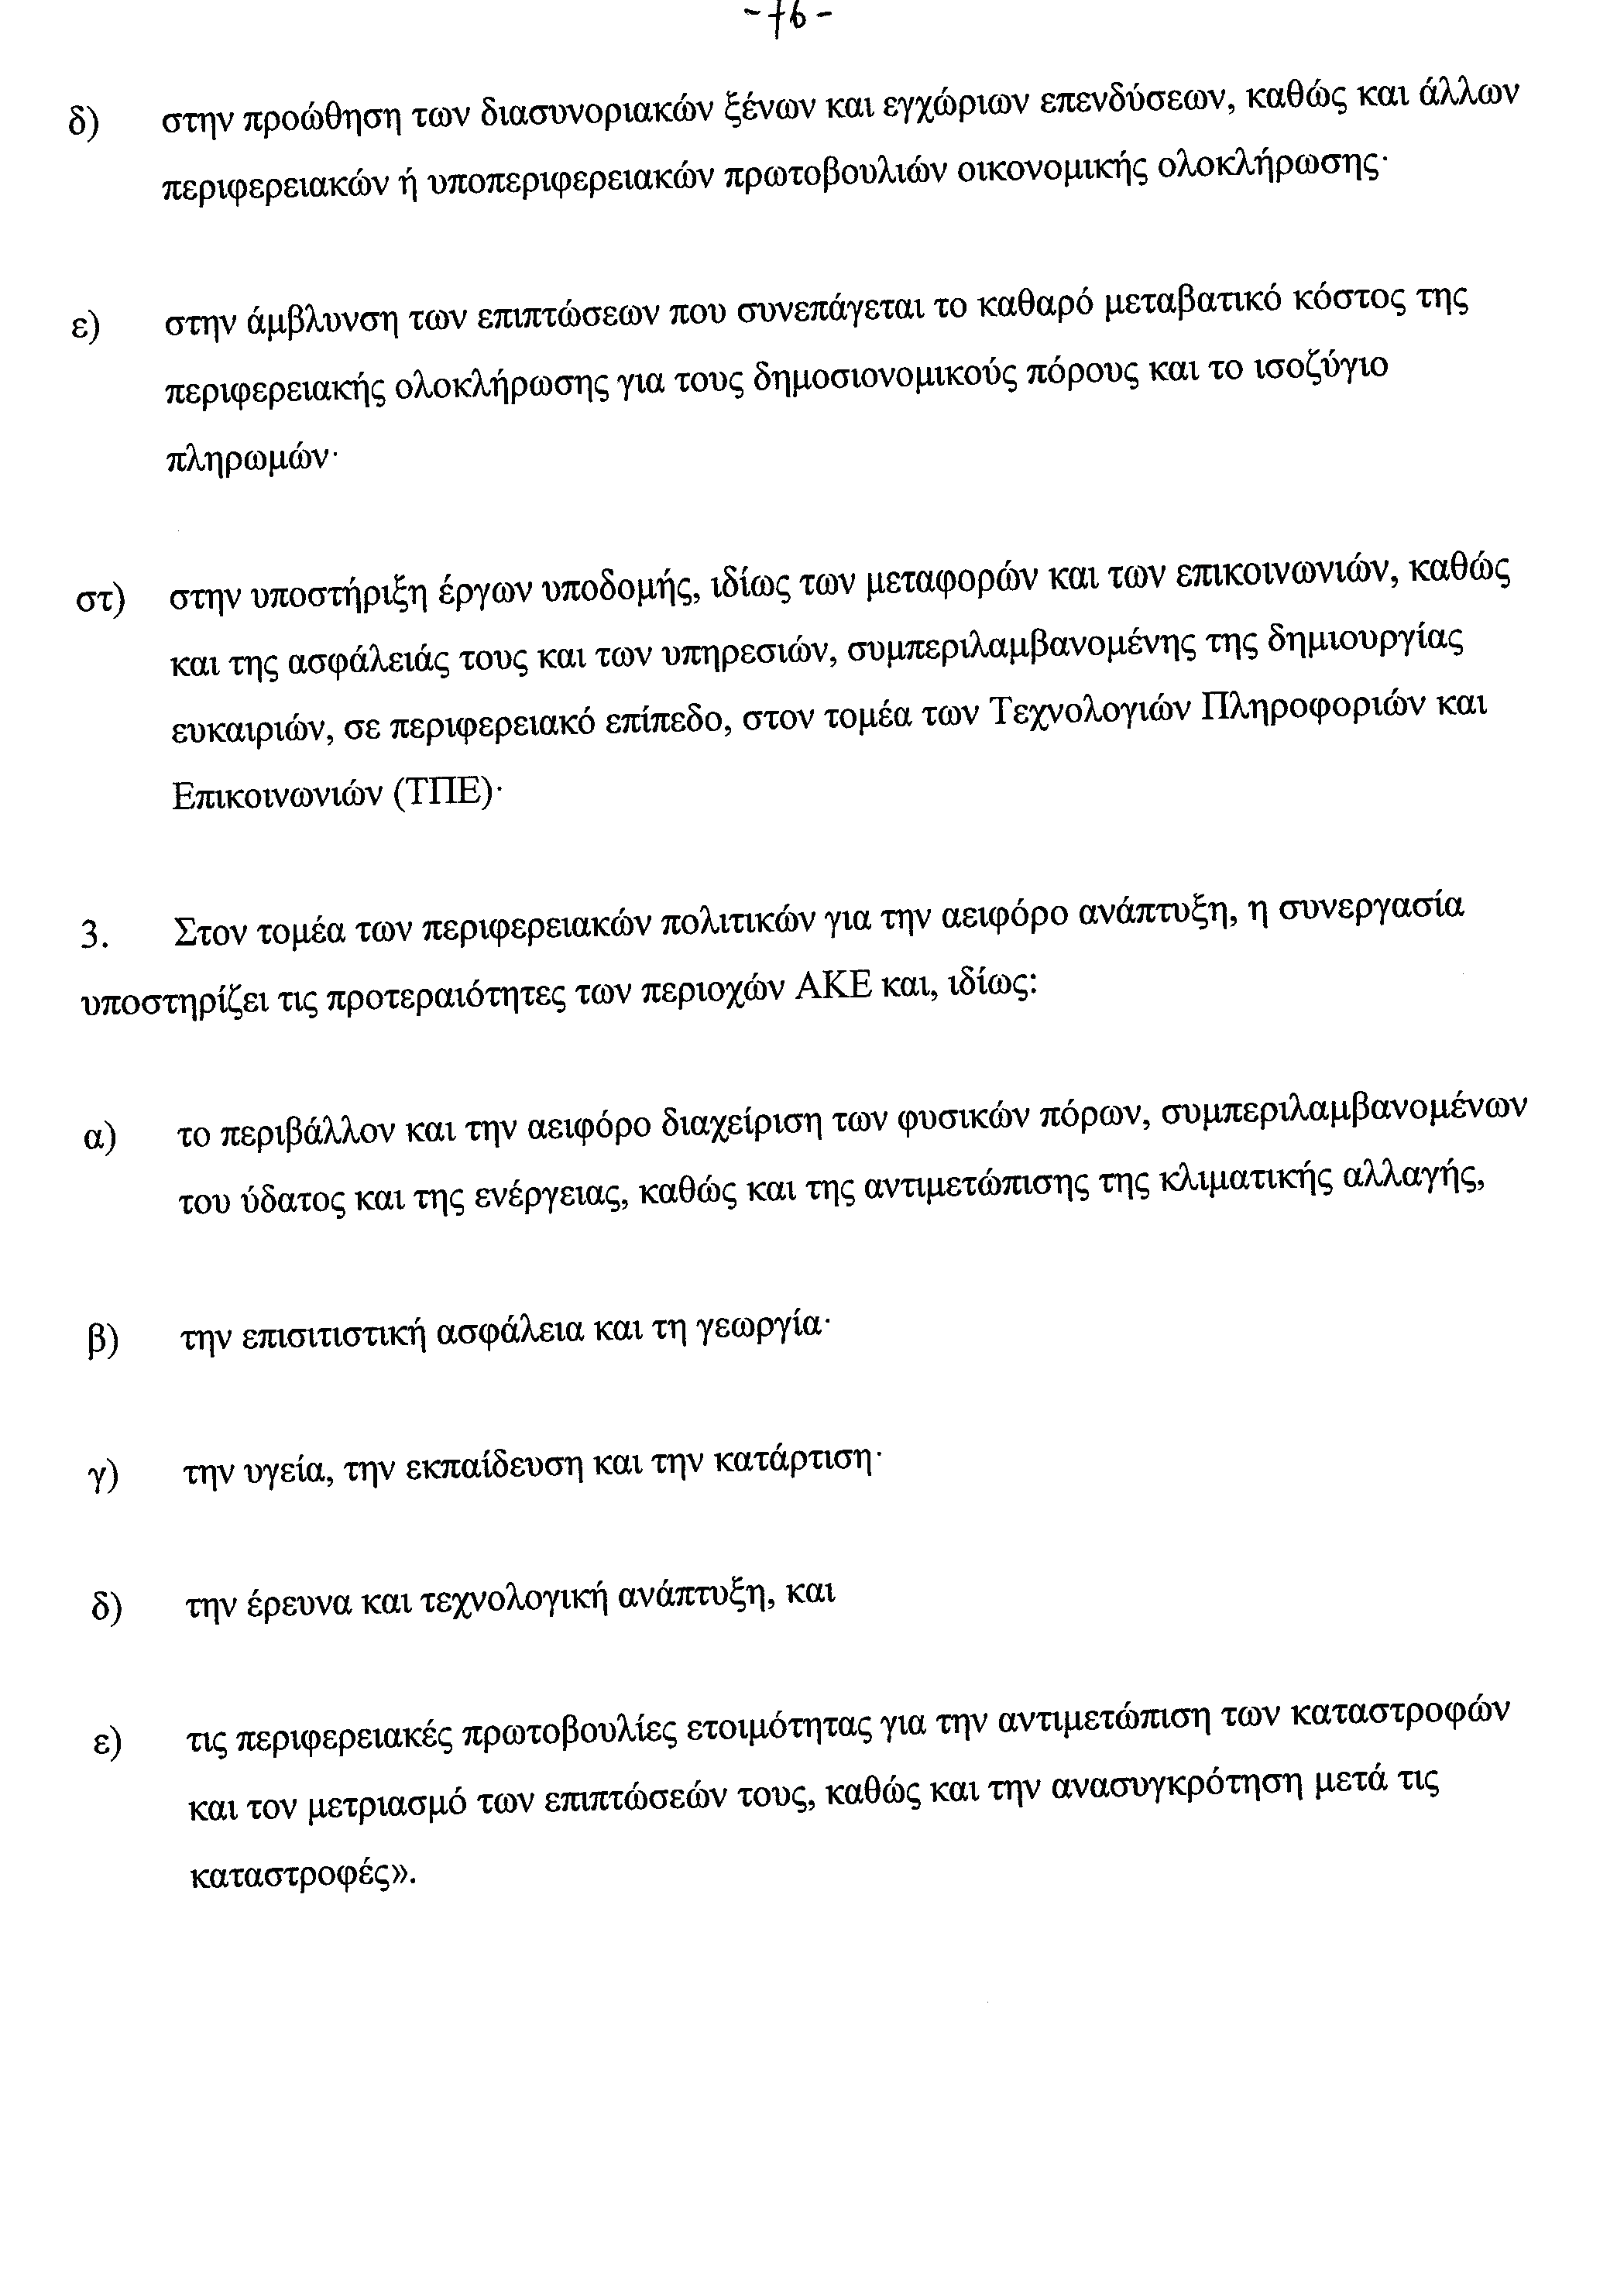 - 76 -
δ) στην προώθηση των διασυνοριακών ξένων και εγχώριων επενδύσεων, καθώς και άλλων
περιφερειακών ή υποπεριφερειακών πρωτοβουλιών οικονομικής ολοκλήρωσης·
ε) στην άμβλυνση των επιπτώσεων που συνεπάγεται το καθαρό μεταβατικό κόστος της
περιφερειακής ολοκλήρωσης για τους δημοσιονομικούς πόρους και το ισοζύγιο
πληρωμών·
στ) στην υποστήριξη έργων υποδομής, ιδίως των μεταφορών και των επικοινωνιών, καθώς
και της ασφάλειάς τους και των υπηρεσιών, συμπεριλαμβανομένης της δημιουργίας
ευκαιριών, σε περιφερειακό επίπεδο, στον τομέα των Τεχνολογιών Πληροφοριών και
Επικοινωνιών (ΤΠΕ)·
3. Στον τομέα των περιφερειακών πολιτικών για την αειφόρο ανάπτυξη, η συνεργασία
υποστηρίζει τις προτεραιότητες των περιοχών ΑΚΕ και, ιδίως:
α) το περιβάλλον και την αειφόρο διαχείριση των φυσικών πόρων, συμπεριλαμβανομένων
του ύδατος και της ενέργειας, καθώς και της αντιμετώπισης της κλιματικής αλλαγής,
β) την επισιτιστική ασφάλεια και τη γεωργία·
γ) την υγεία, την εκπαίδευση και την κατάρτιση·
δ) την έρευνα και τεχνολογική ανάπτυξη, και
ε) τις περιφερειακές πρωτοβουλίες ετοιμότητας για την αντιμετώπιση των καταστροφών
και τον μετριασμό των επιπτώσεών τους, καθώς και την ανασυγκρότηση μετά τις
καταστροφές».